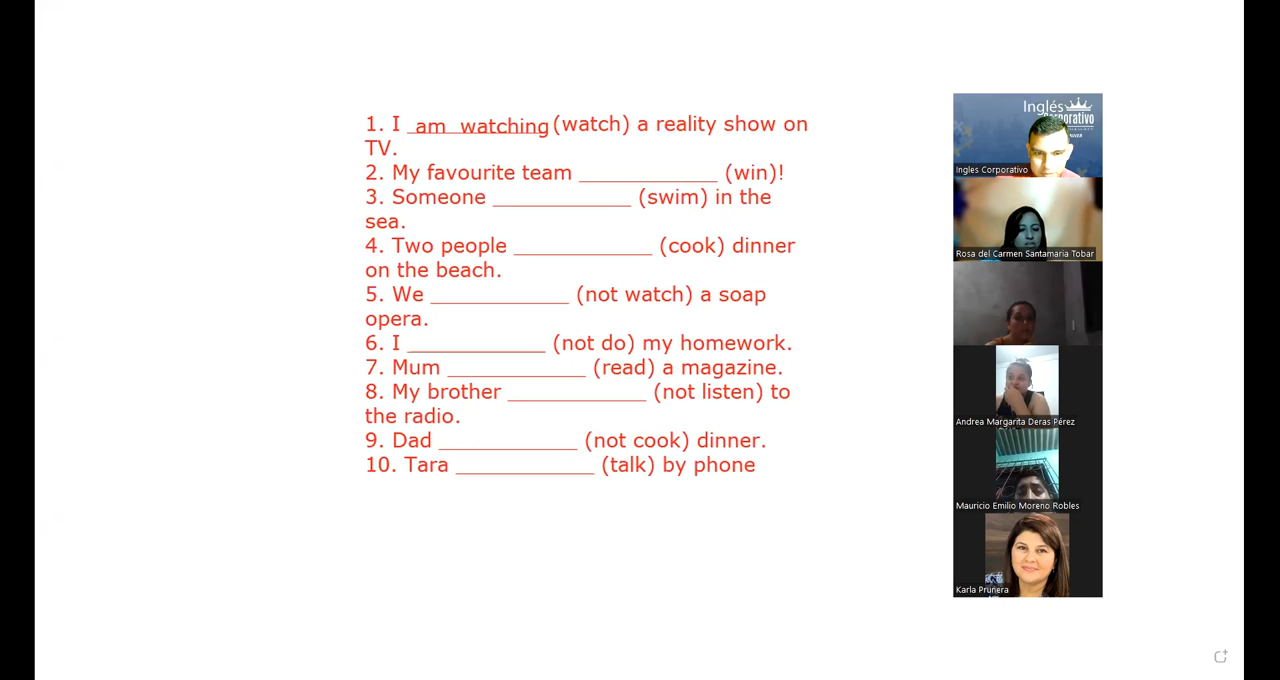 1. I am watching (watch) a reality show on
TV.
2. My favourite team ____________ (win)!
3. Someone ____________ (swim) in the
sea.
4. Two people ____________ (cook) dinner
on the beach.
5. We ____________ (not watch) a soap
opera.
6. I ____________ (not do) my homework.
7. Mum ____________ (read) a magazine.
8. My brother ____________ (not listen) to
the radio.
9. Dad ____________ (not cook) dinner.
10. Tara ____________ (talk) by phone
Inglés
Corporativo
Ingles Corporativo
Rosa del Carmen Santamaria Tobar
Andrea Margarita Deras Pérez
Mauricio Emilio Moreno Robles
Karla Prunera